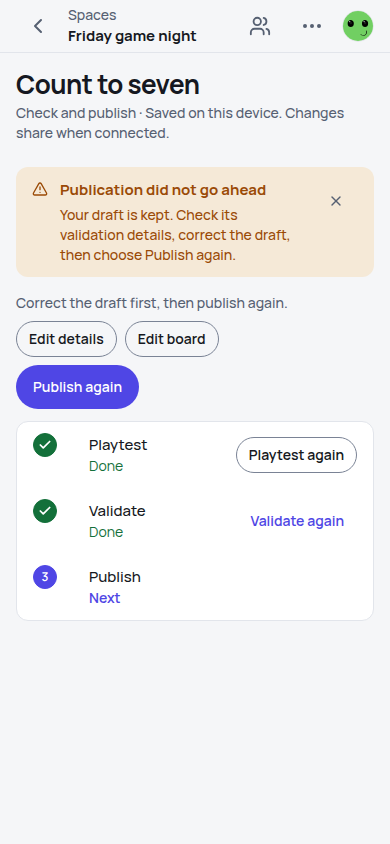 Spaces
Friday game night
Count to seven
Check and publish · Saved on this device. Changes
share when connected.
Publication did not go ahead
Your draft is kept. Check its
validation details, correct the draft,
then choose Publish again.
Correct the draft first, then publish again.
Edit details
Edit board
Publish again
Playtest
Done
Playtest again
Validate
Done
Validate again
3
Publish
Next